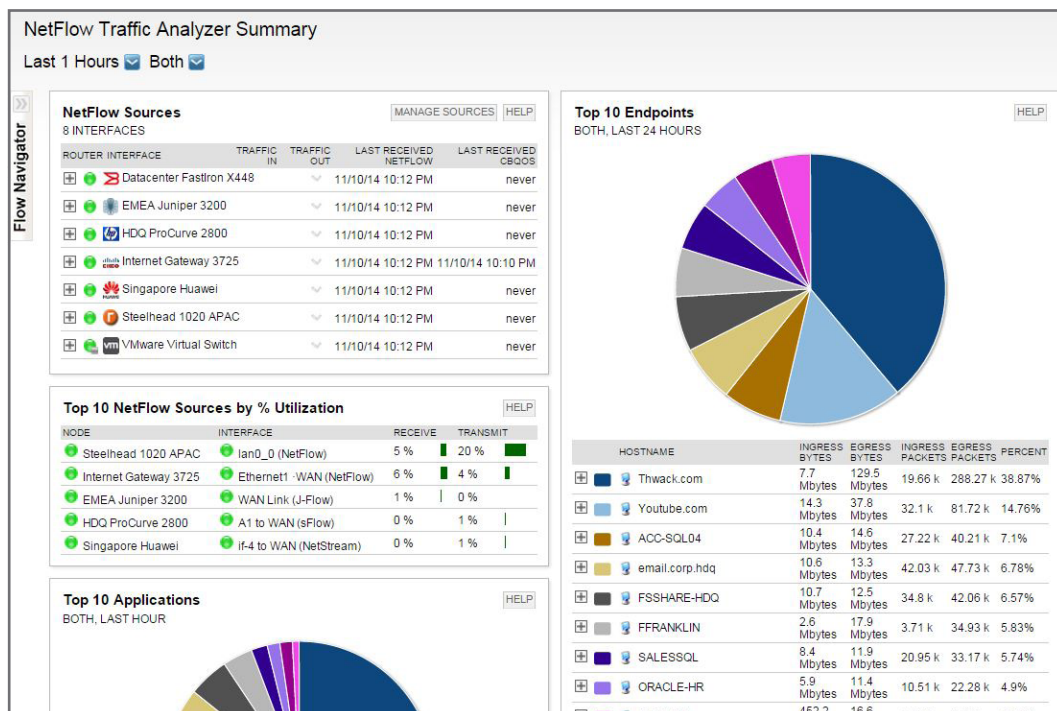 NetFlow Traffic Analyzer Summary
Last 1 Hours Both
Flow Navigator
NetFlow Sources MANAGE SOURCES HELP
8 INTERFACES
ROUTER INTERFACE TRAFFIC IN TRAFFIC OUT LAST RECEIVED NETFLOW LAST RECEIVED CBQOS
Datacenter FastIron X448 11/10/14 10:12 PM never
EMEA Juniper 3200 11/10/14 10:12 PM never
HDQ ProCurve 2800 11/10/14 10:12 PM never
Internet Gateway 3725 11/10/14 10:12 PM 11/10/14 10:10 PM
Singapore Huawei 11/10/14 10:12 PM never
Steelhead 1020 APAC 11/10/14 10:12 PM never
vm VMware Virtual Switch 11/10/14 10:12 PM never
Top 10 NetFlow Sources by % Utilization HELP
NODE INTERFACE RECEIVE TRANSMIT
Steelhead 1020 APAC lan0_0 (NetFlow) 5 % 20 %
Internet Gateway 3725 Ethernet1 ·WAN (NetFlow) 6 % 4 %
EMEA Juniper 3200 WAN Link (J-Flow) 1 % 0 %
HDQ ProCurve 2800 A1 to WAN (sFlow) 0 % 1 %
Singapore Huawei if-4 to WAN (NetStream) 0 % 1 %
Top 10 Applications HELP
BOTH, LAST HOUR
Top 10 Endpoints HELP
BOTH, LAST 24 HOURS
HOSTNAME INGRESS BYTES EGRESS BYTES INGRESS PACKETS EGRESS PACKETS PERCENT
Thwack.com 7.7 Mbytes 129.5 Mbytes 19.66 k 288.27 k 38.87%
Youtube.com 14.3 Mbytes 37.8 Mbytes 32.1 k 81.72 k 14.76%
ACC-SQL04 10.4 Mbytes 14.6 Mbytes 27.22 k 40.21 k 7.1%
email.corp.hdq 10.6 Mbytes 13.3 Mbytes 42.03 k 47.73 k 6.78%
FSSHARE-HDQ 10.7 Mbytes 12.5 Mbytes 34.8 k 42.06 k 6.57%
FFRANKLIN 2.6 Mbytes 17.9 Mbytes 3.71 k 34.93 k 5.83%
SALESSQL 8.4 Mbytes 11.9 Mbytes 20.95 k 33.17 k 5.74%
ORACLE-HR 5.9 Mbytes 11.4 Mbytes 10.51 k 22.28 k 4.9%